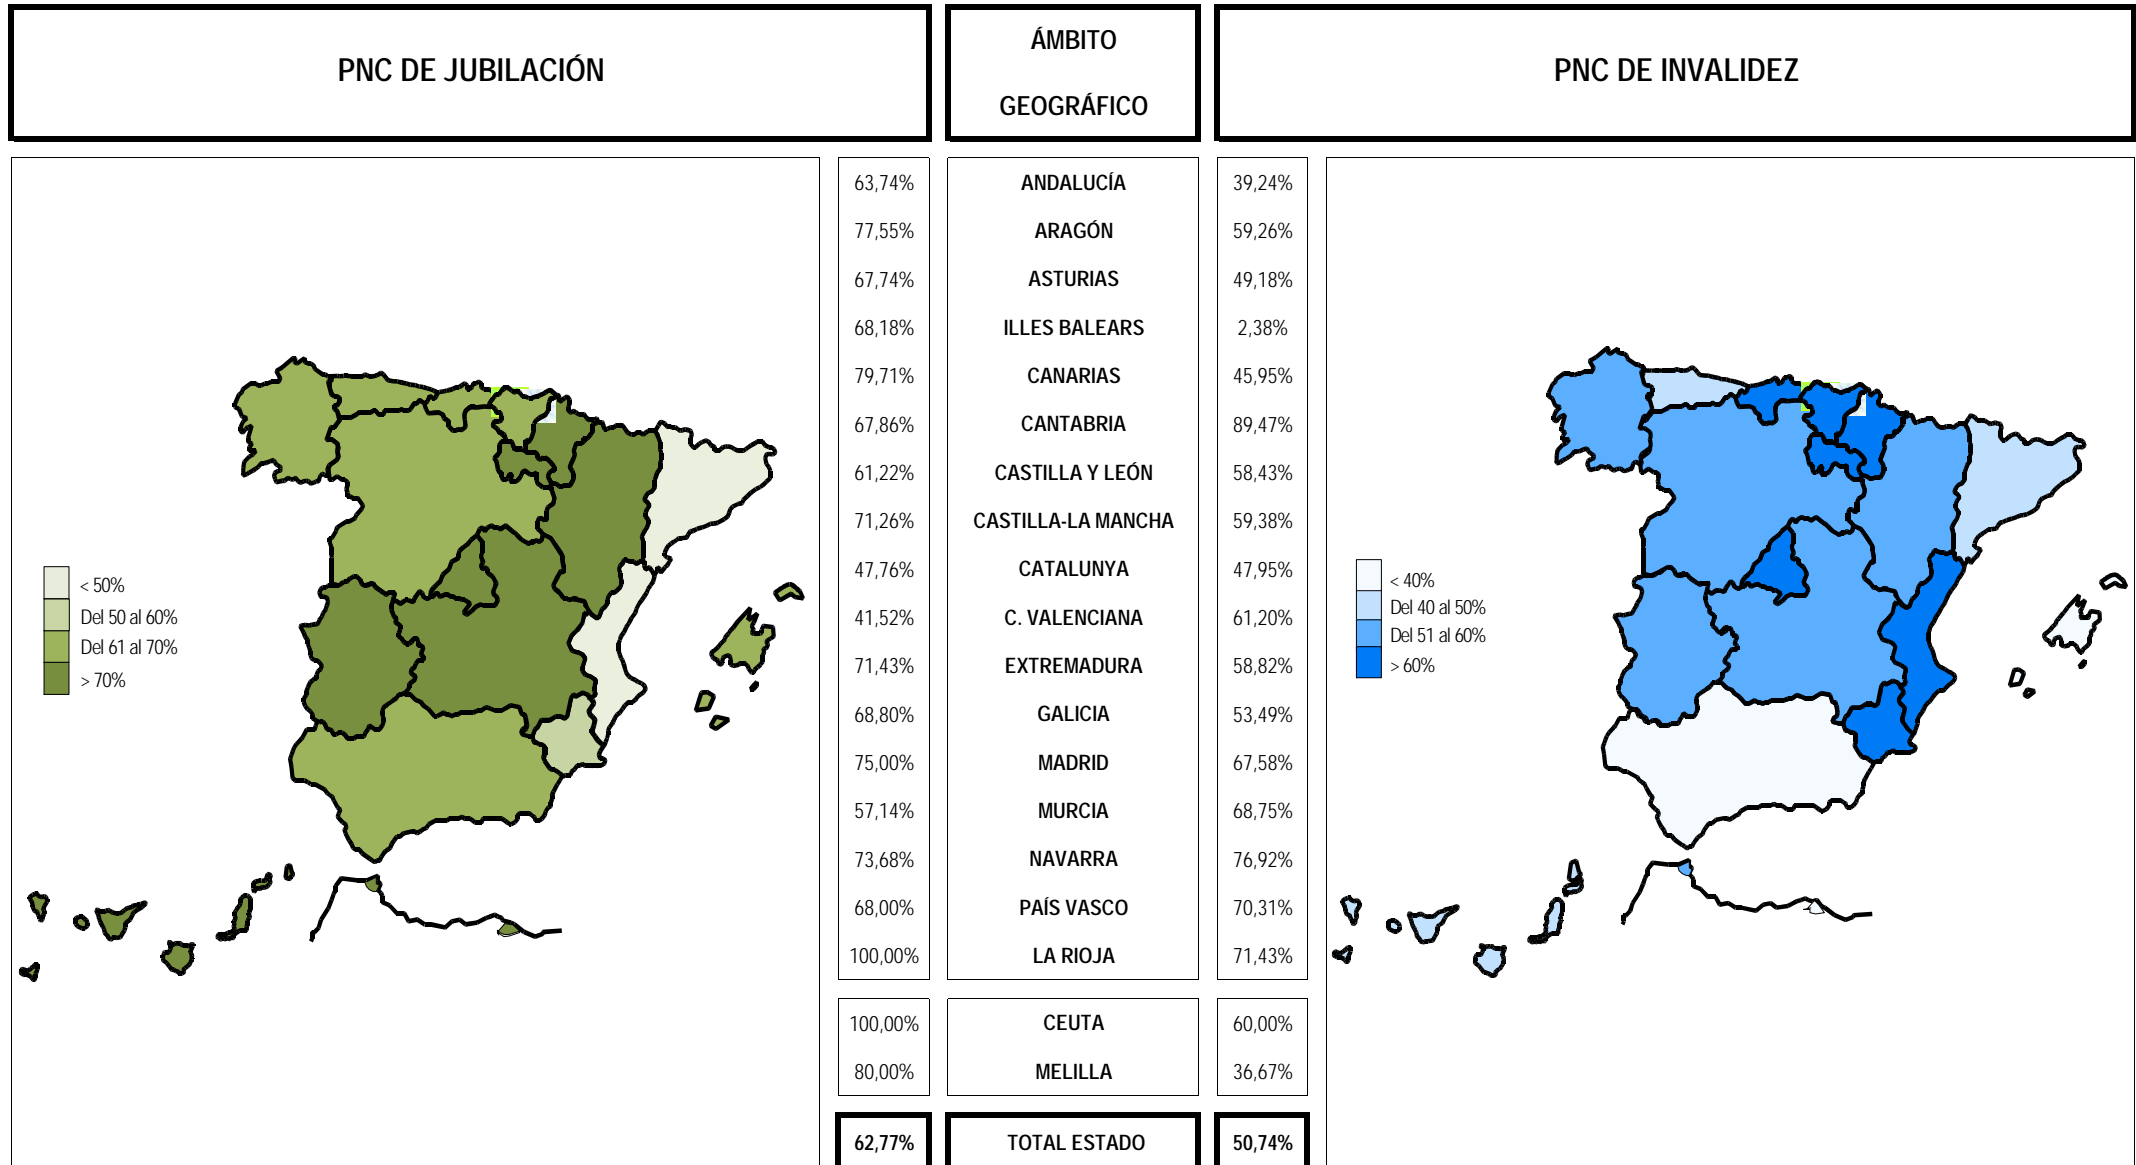 PNC DE JUBILACIÓN
ÁMBITO
GEOGRÁFICO
PNC DE INVALIDEZ
63,74% ANDALUCÍA 39,24%
77,55% ARAGÓN 59,26%
67,74% ASTURIAS 49,18%
68,18% ILLES BALEARS 2,38%
79,71% CANARIAS 45,95%
67,86% CANTABRIA 89,47%
61,22% CASTILLA Y LEÓN 58,43%
71,26% CASTILLA-LA MANCHA 59,38%
47,76% CATALUNYA 47,95%
41,52% C. VALENCIANA 61,20%
71,43% EXTREMADURA 58,82%
68,80% GALICIA 53,49%
75,00% MADRID 67,58%
57,14% MURCIA 68,75%
73,68% NAVARRA 76,92%
68,00% PAÍS VASCO 70,31%
100,00% LA RIOJA 71,43%
100,00% CEUTA 60,00%
80,00% MELILLA 36,67%
62,77% TOTAL ESTADO 50,74%
< 50%
Del 50 al 60%
Del 61 al 70%
> 70%
< 40%
Del 40 al 50%
Del 51 al 60%
> 60%